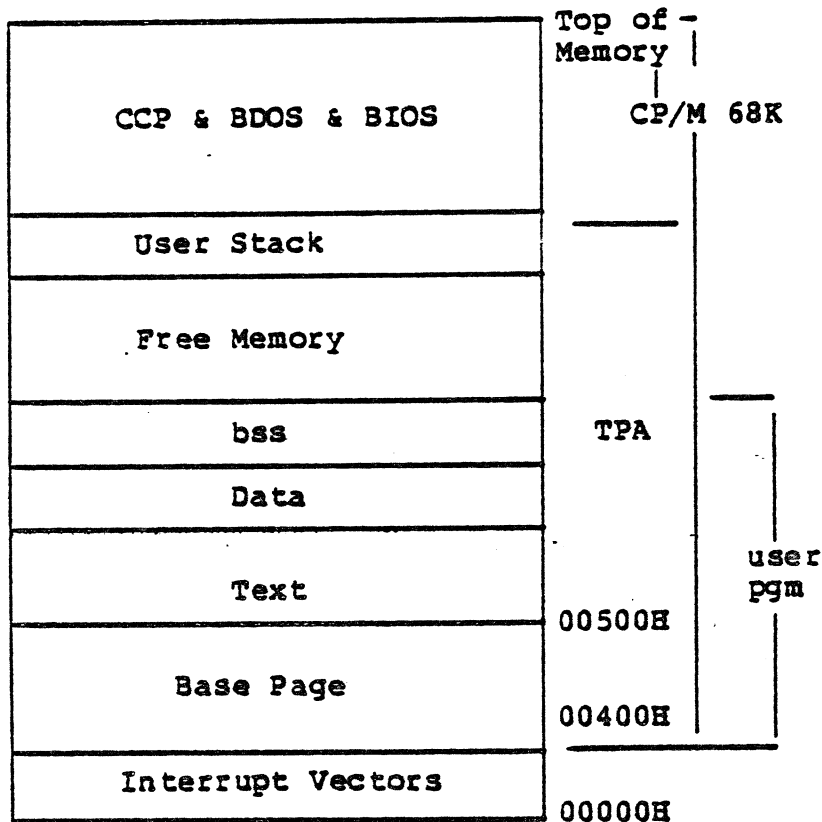 Top of
Memory
CCP & BDOS & BIOS
CP/M 68K
User Stack
Free Memory
bss
TPA
Data
user
pgm
Text
00500H
Base Page
00400H
Interrupt Vectors
00000H